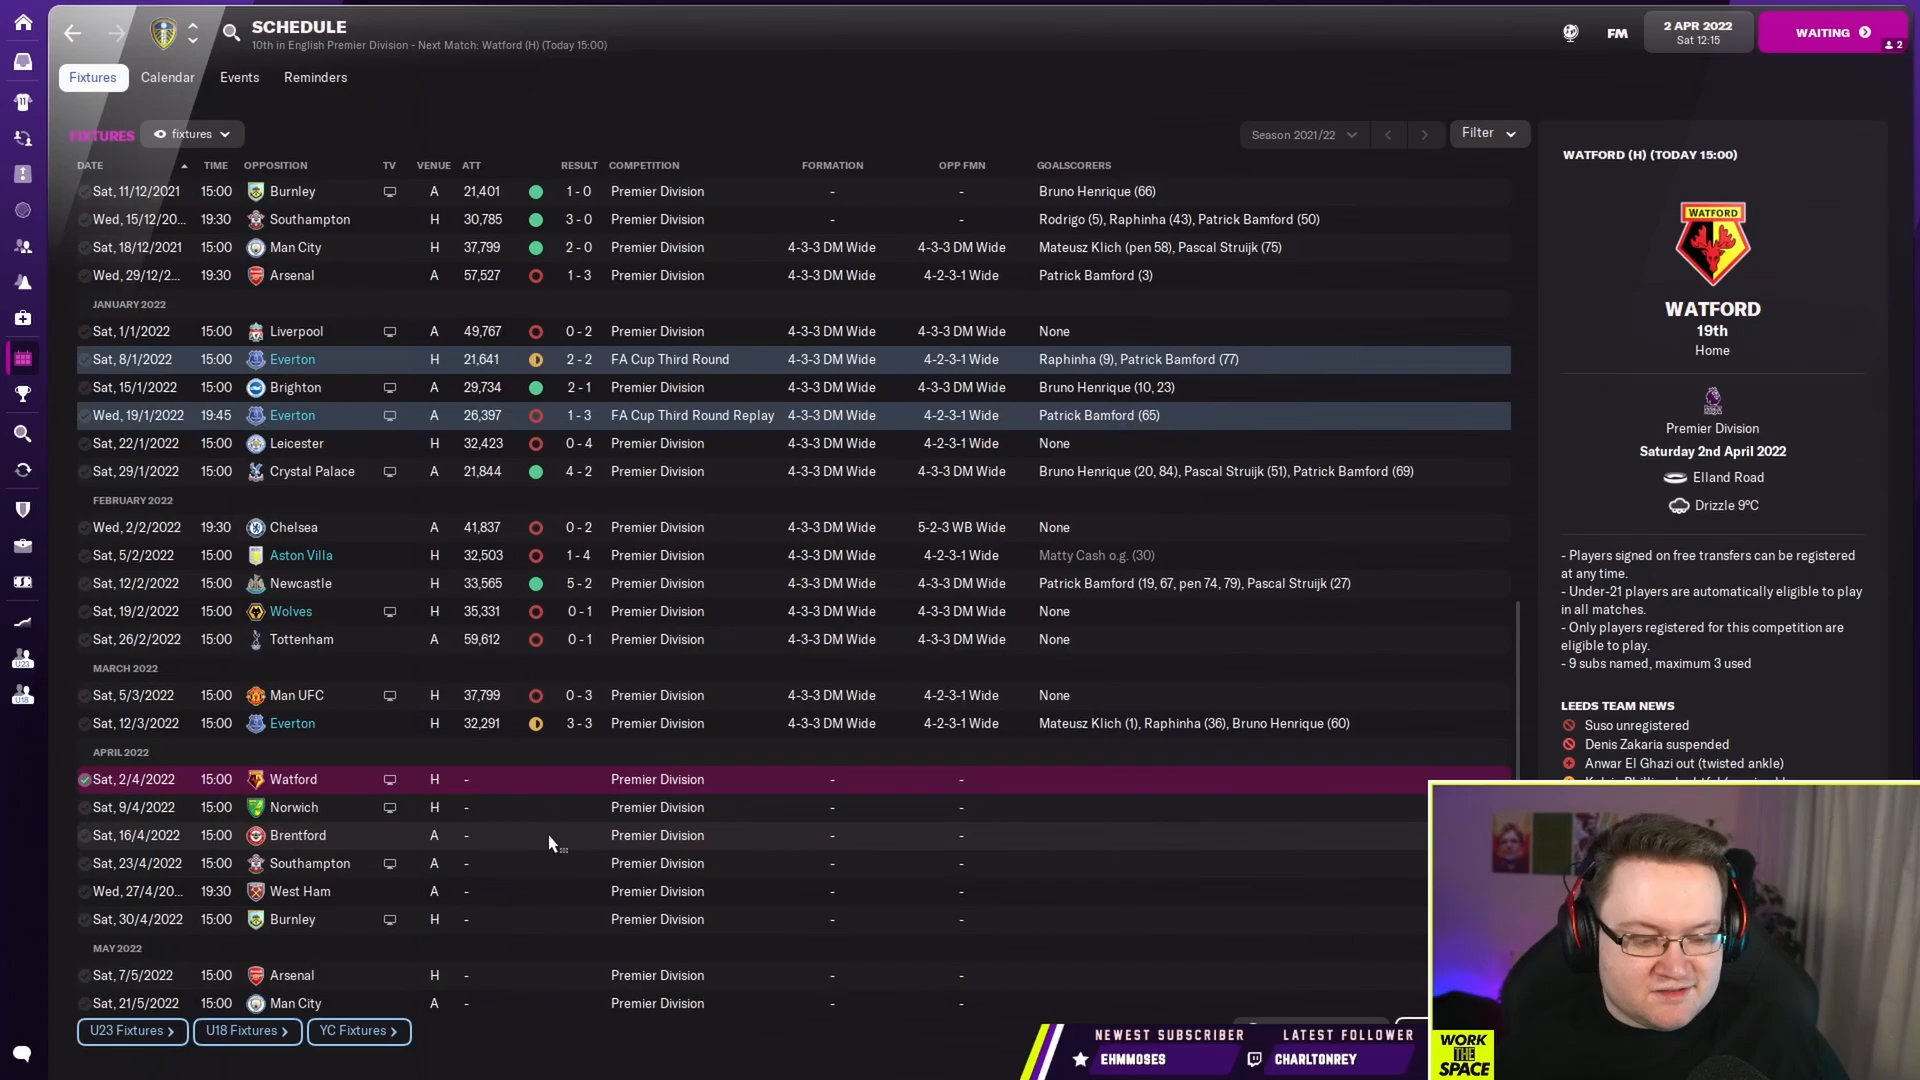 SCHEDULE
10th in English Premier Division - Next Match: Watford (H) (Today 15:00)
FM
2 APR 2022
Sat 12:15
WAITING
2
Fixtures Calendar Events Reminders
FIXTURES fixtures
Season 2021/22
Filter
DATE TIME OPPOSITION TV VENUE ATT RESULT COMPETITION FORMATION OPP FMN GOALSCORERS
Sat, 11/12/2021 15:00 Burnley A 21,401 1 - 0 Premier Division - - Bruno Henrique (66)
Wed, 15/12/20... 19:30 Southampton H 30,785 3 - 0 Premier Division - - Rodrigo (5), Raphinha (43), Patrick Bamford (50)
Sat, 18/12/2021 15:00 Man City H 37,799 2 - 0 Premier Division 4-3-3 DM Wide 4-3-3 DM Wide Mateusz Klich (pen 58), Pascal Struijk (75)
Wed, 29/12/2... 19:30 Arsenal A 57,527 1 - 3 Premier Division 4-3-3 DM Wide 4-2-3-1 Wide Patrick Bamford (3)
JANUARY 2022
Sat, 1/1/2022 15:00 Liverpool A 49,767 0 - 2 Premier Division 4-3-3 DM Wide 4-3-3 DM Wide None
Sat, 8/1/2022 15:00 Everton H 21,641 2 - 2 FA Cup Third Round 4-3-3 DM Wide 4-2-3-1 Wide Raphinha (9), Patrick Bamford (77)
Sat, 15/1/2022 15:00 Brighton A 29,734 2 - 1 Premier Division 4-3-3 DM Wide 4-3-3 DM Wide Bruno Henrique (10, 23)
Wed, 19/1/2022 19:45 Everton A 26,397 1 - 3 FA Cup Third Round Replay 4-3-3 DM Wide 4-2-3-1 Wide Patrick Bamford (65)
Sat, 22/1/2022 15:00 Leicester H 32,423 0 - 4 Premier Division 4-3-3 DM Wide 4-2-3-1 Wide None
Sat, 29/1/2022 15:00 Crystal Palace A 21,844 4 - 2 Premier Division 4-3-3 DM Wide 4-3-3 DM Wide Bruno Henrique (20, 84), Pascal Struijk (51), Patrick Bamford (69)
FEBRUARY 2022
Wed, 2/2/2022 19:30 Chelsea A 41,837 0 - 2 Premier Division 4-3-3 DM Wide 5-2-3 WB Wide None
Sat, 5/2/2022 15:00 Aston Villa H 32,503 1 - 4 Premier Division 4-3-3 DM Wide 4-2-3-1 Wide Matty Cash o.g. (30)
Sat, 12/2/2022 15:00 Newcastle H 33,565 5 - 2 Premier Division 4-3-3 DM Wide 4-3-3 DM Wide Patrick Bamford (19, 67, pen 74, 79), Pascal Struijk (27)
Sat, 19/2/2022 15:00 Wolves H 35,331 0 - 1 Premier Division 4-3-3 DM Wide 4-3-3 DM Wide None
Sat, 26/2/2022 15:00 Tottenham A 59,612 0 - 1 Premier Division 4-3-3 DM Wide 4-3-3 DM Wide None
MARCH 2022
Sat, 5/3/2022 15:00 Man UFC H 37,799 0 - 3 Premier Division 4-3-3 DM Wide 4-2-3-1 Wide None
Sat, 12/3/2022 15:00 Everton H 32,291 3 - 3 Premier Division 4-3-3 DM Wide 4-2-3-1 Wide Mateusz Klich (1), Raphinha (36), Bruno Henrique (60)
APRIL 2022
Sat, 2/4/2022 15:00 Watford H - Premier Division - -
Sat, 9/4/2022 15:00 Norwich H - Premier Division - -
Sat, 16/4/2022 15:00 Brentford A - Premier Division - -
Sat, 23/4/2022 15:00 Southampton A - Premier Division - -
Wed, 27/4/20... 19:30 West Ham A - Premier Division - -
Sat, 30/4/2022 15:00 Burnley H - Premier Division - -
MAY 2022
Sat, 7/5/2022 15:00 Arsenal H - Premier Division - -
Sat, 21/5/2022 15:00 Man City A - Premier Division - -
U23 Fixtures U18 Fixtures YC Fixtures
WATFORD (H) (TODAY 15:00)
WATFORD
WATFORD
19th
Home
Premier Division
Saturday 2nd April 2022
Elland Road
Drizzle 9ºC
- Players signed on free transfers can be registered
at any time.
- Under-21 players are automatically eligible to play
in all matches.
- Only players registered for this competition are
eligible to play.
- 9 subs named, maximum 3 used
LEEDS TEAM NEWS
Suso unregistered
Denis Zakaria suspended
Anwar El Ghazi out (twisted ankle)
U23
U18
NEWEST SUBSCRIBER
EHMMOSES
LATEST FOLLOWER
CHARLTONREY
WORK
THE
SPACE